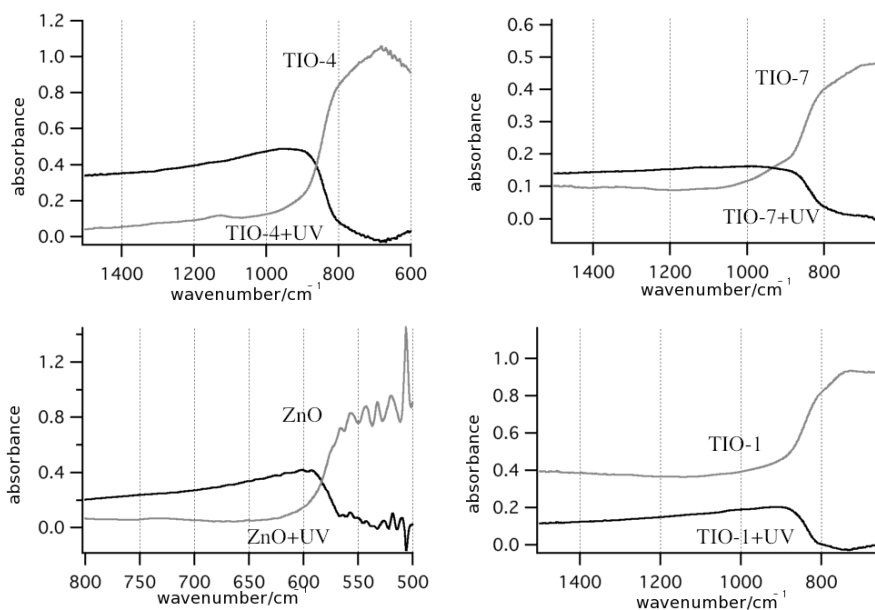 1.2
1.0
0.8
0.6
0.4
0.2
0.0
absorbance
TIO-4
TIO-4+UV
1400 1200 1000 800 600
wavenumber/cm⁻¹
0.6
0.5
0.4
0.3
0.2
0.1
0.0
absorbance
TIO-7
TIO-7+UV
1400 1200 1000 800
wavenumber/cm⁻¹
1.2
0.8
0.4
0.0
absorbance
ZnO
ZnO+UV
800 750 700 650 600 550 500
wavenumber/cm⁻¹
1.0
0.8
0.6
0.4
0.2
0.0
absorbance
TIO-1
TIO-1+UV
1400 1200 1000 800
wavenumber/cm⁻¹